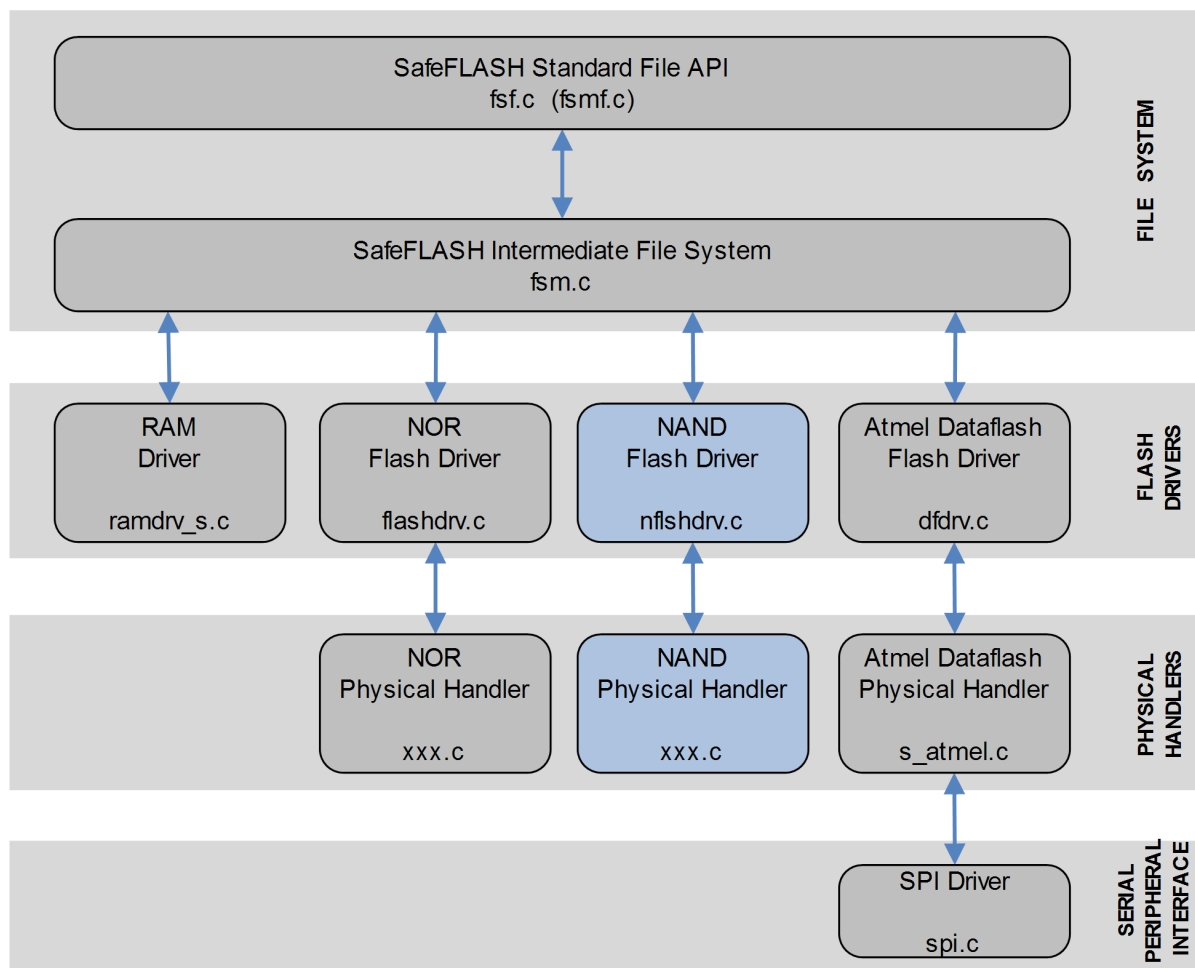 SafeFLASH Standard File API
fsf.c (fsmf.c)
FILE SYSTEM
SafeFLASH Intermediate File System
fsm.c
RAM
Driver
ramdrv_s.c
NOR
Flash Driver
flashdrv.c
NAND
Flash Driver
nflshdrv.c
Atmel Dataflash
Flash Driver
dfdrv.c
FLASH
DRIVERS
NOR
Physical Handler
xxx.c
NAND
Physical Handler
xxx.c
Atmel Dataflash
Physical Handler
s_atmel.c
PHYSICAL
HANDLERS
SPI Driver
spi.c
SERIAL
PERIPHERAL
INTERFACE